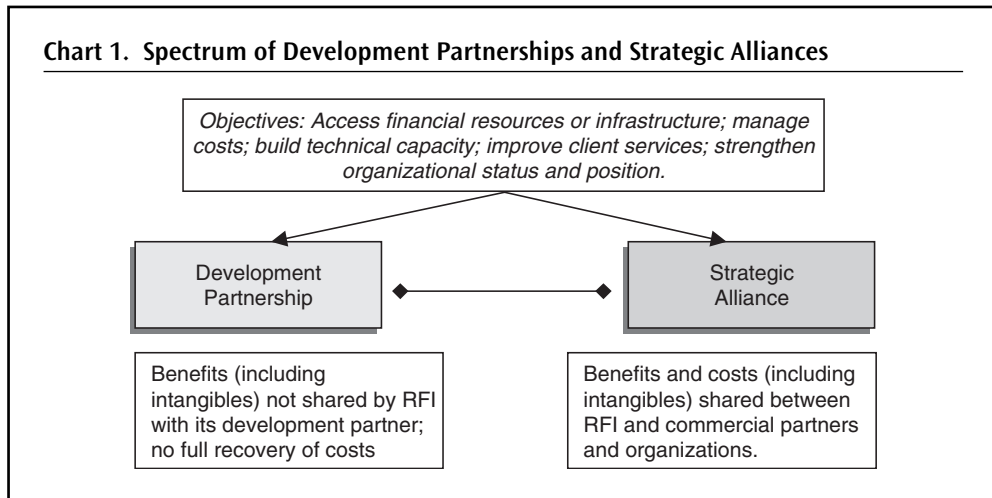 Chart 1. Spectrum of Development Partnerships and Strategic Alliances
Objectives: Access financial resources or infrastructure; manage
costs; build technical capacity; improve client services; strengthen
organizational status and position.
Development
Partnership
Strategic
Alliance
Benefits (including
intangibles) not shared by RFI
with its development partner;
no full recovery of costs
Benefits and costs (including
intangibles) shared between
RFI and commercial partners
and organizations.